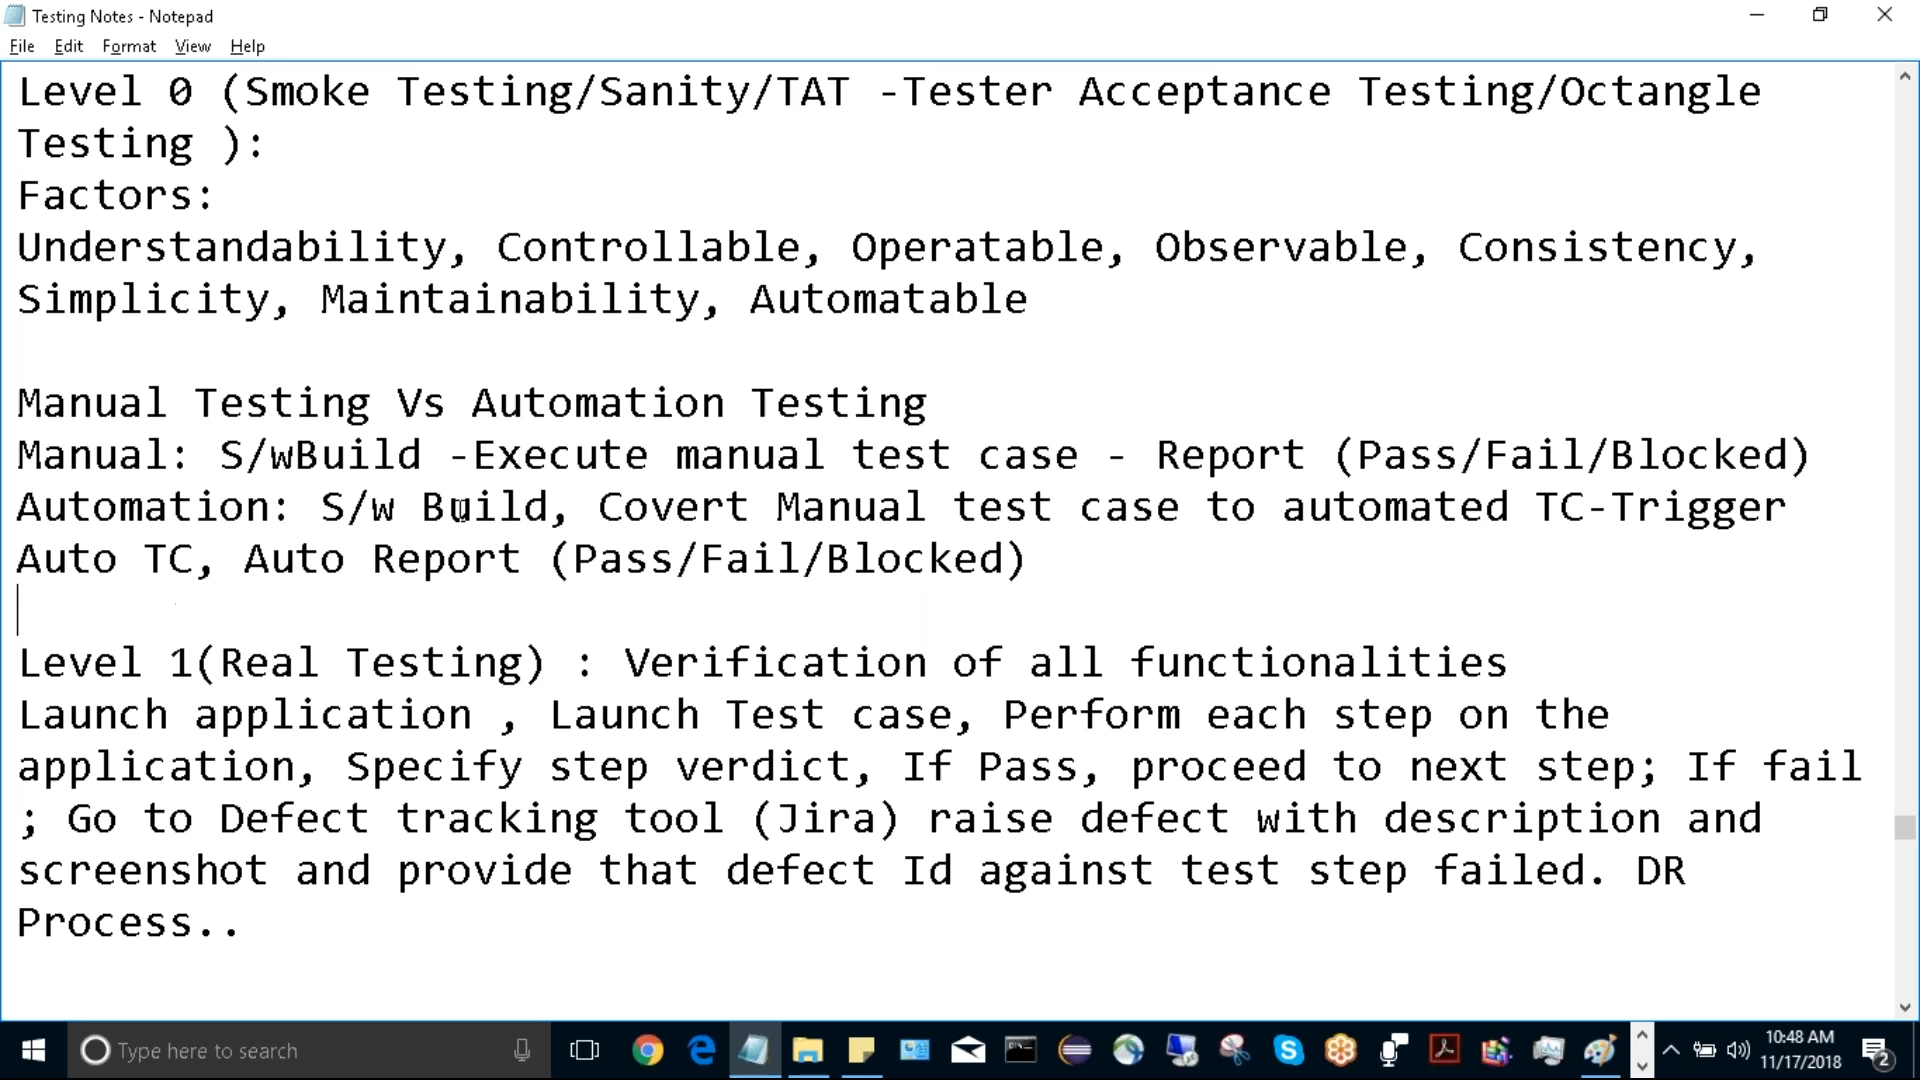 Testing Notes - Notepad
File Edit Format View Help
Level 0 (Smoke Testing/Sanity/TAT -Tester Acceptance Testing/Octangle
Testing ):
Factors:
Understandability, Controllable, Operatable, Observable, Consistency,
Simplicity, Maintainability, Automatable
Manual Testing Vs Automation Testing
Manual: S/wBuild -Execute manual test case - Report (Pass/Fail/Blocked)
Automation: S/w Build, Covert Manual test case to automated TC-Trigger
Auto TC, Auto Report (Pass/Fail/Blocked)
Level 1(Real Testing) : Verification of all functionalities
Launch application , Launch Test case, Perform each step on the
application, Specify step verdict, If Pass, proceed to next step; If fail
; Go to Defect tracking tool (Jira) raise defect with description and
screenshot and provide that defect Id against test step failed. DR
Process..
Type here to search
10:48 AM
11/17/2018
2